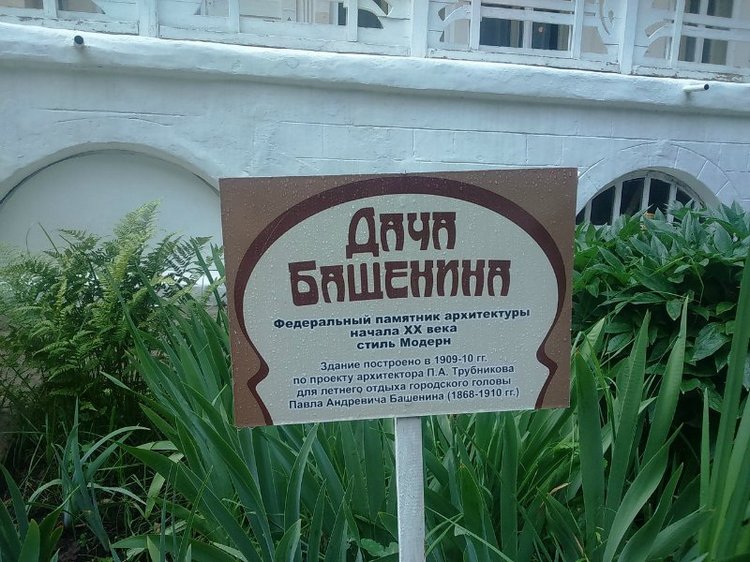 Дача
Башенина
Федеральный памятник архитектуры
начала XX века
стиль Модерн
Здание построено в 1909-10 гг.
по проекту архитектора П.А. Трубникова
для летнего отдыха городского головы
Павла Андревича Башенина (1868-1910 гг.)